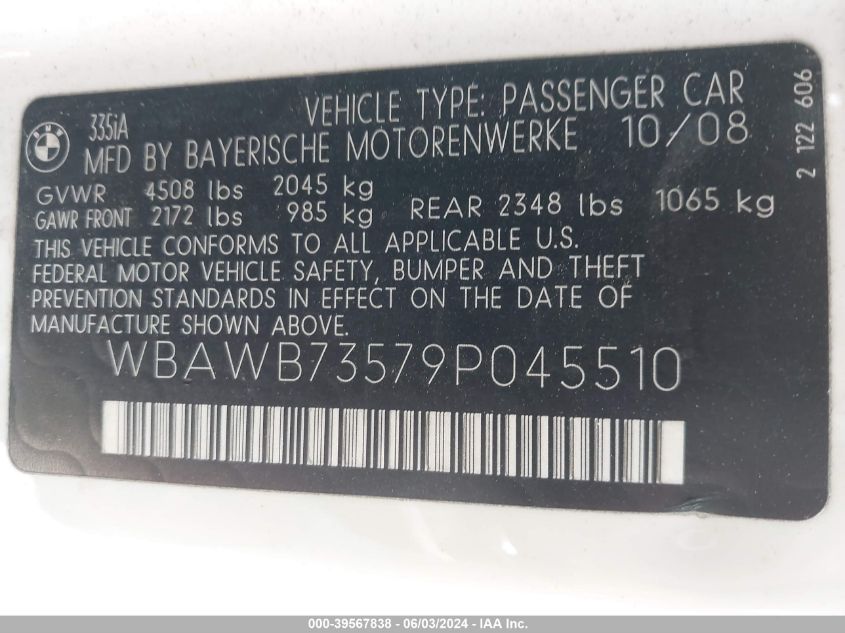 BMW
335iA
VEHICLE TYPE: PASSENGER CAR
MFD BY BAYERISCHE MOTORENWERKE 10/08
GVWR 4508 lbs 2045 kg
GAWR FRONT 2172 lbs 985 kg REAR 2348 lbs 1065 kg
THIS VEHICLE CONFORMS TO ALL APPLICABLE U.S.
FEDERAL MOTOR VEHICLE SAFETY, BUMPER AND THEFT
PREVENTION STANDARDS IN EFFECT ON THE DATE OF
MANUFACTURE SHOWN ABOVE.
WBAWB73579P045510
2 122 606
000-39567838 - 06/03/2024 - IAA Inc.